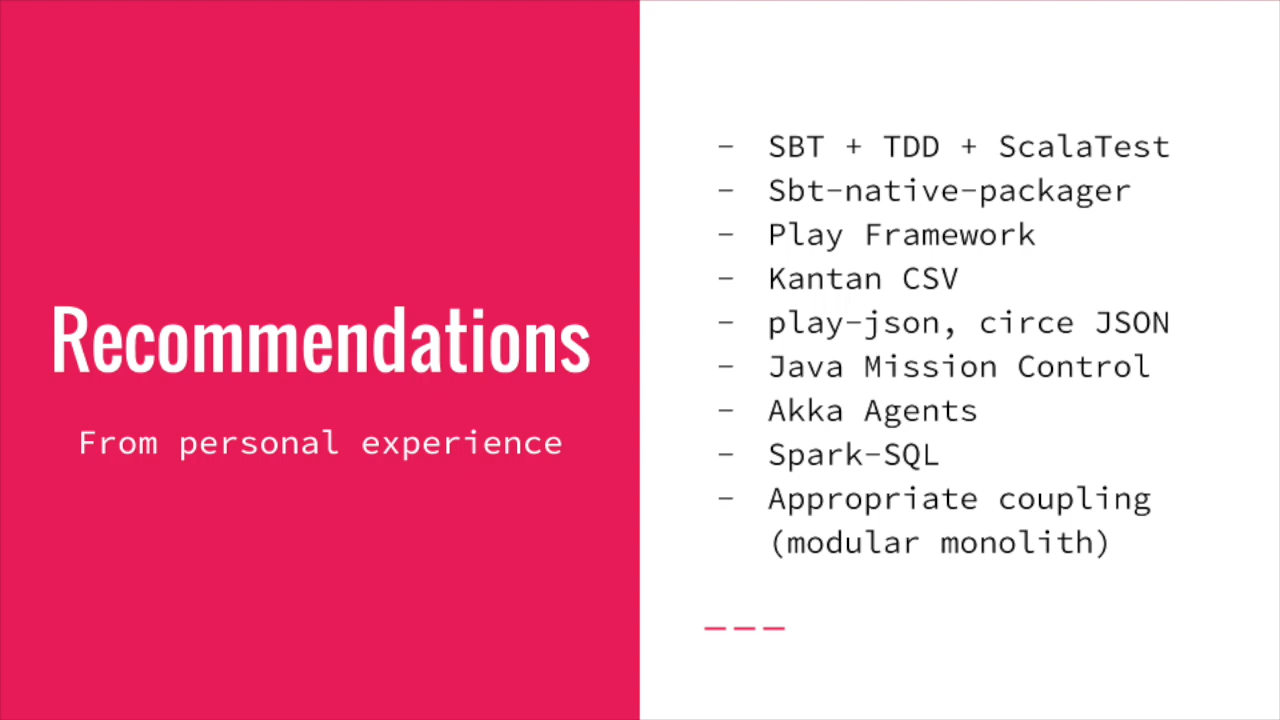 Recommendations
From personal experience
- SBT + TDD + ScalaTest
- Sbt-native-packager
- Play Framework
- Kantan CSV
- play-json, circe JSON
- Java Mission Control
- Akka Agents
- Spark-SQL
- Appropriate coupling
(modular monolith)